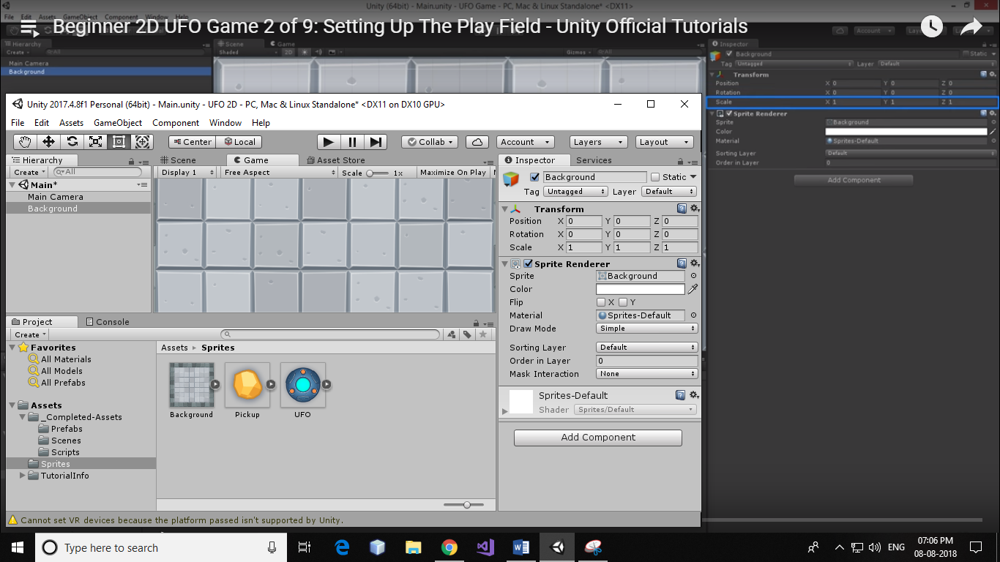 Unity (64bit) - Main.unity - UFO Game - PC, Mac & Linux Standalone* <DX11>
File Edit Assets GameObject Component Window Help
Beginner 2D UFO Game 2 of 9: Setting Up The Play Field - Unity Official Tutorials
Account
Hierarchy
Create All
Main Camera
Background
Scene Game
Shaded 2D Gizmos All
Inspector
Background Static
Tag Untagged Layer Default
Transform
Position X 0 Y 0 Z 0
Rotation X 0 Y 0 Z 0
Scale X 1 Y 1 Z 1
Sprite Renderer
Sprite Background
Color
Material Sprites-Default
Sorting Layer Default
Order in Layer 0
Add Component
Unity 2017.4.8f1 Personal (64bit) - Main.unity - UFO 2D - PC, Mac & Linux Standalone* <DX11 on DX10 GPU>
File Edit Assets GameObject Component Window Help
Center Local Collab Account Layers Layout
Hierarchy
Create All
Main*
Main Camera
Background
Scene Game Asset Store
Display 1 Free Aspect Scale 1x Maximize On Play
Inspector Services
Background Static
Tag Untagged Layer Default
Transform
Position X 0 Y 0 Z 0
Rotation X 0 Y 0 Z 0
Scale X 1 Y 1 Z 1
Sprite Renderer
Sprite Background
Color
Flip X Y
Material Sprites-Default
Draw Mode Simple
Sorting Layer Default
Order in Layer 0
Mask Interaction None
Sprites-Default
Shader Sprites/Default
Add Component
Project Console
Create
Favorites
All Materials
All Models
All Prefabs
Assets
_Completed-Assets
Prefabs
Scenes
Scripts
Sprites
TutorialInfo
Assets Sprites
Background Pickup UFO
Cannot set VR devices because the platform passed isn't supported by Unity.
Type here to search
ENG
07:06 PM
08-08-2018